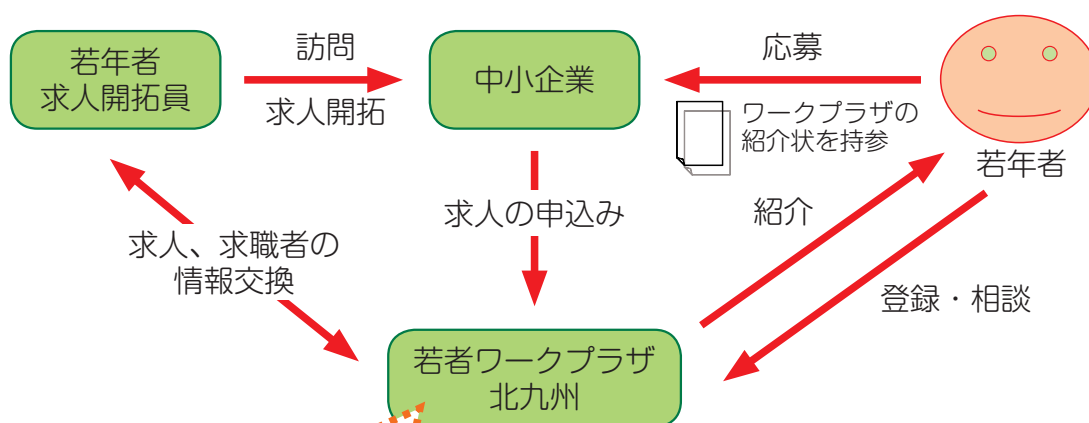 若年者
求人開拓員
訪問
求人開拓
中小企業
応募
ワークプラザの
紹介状を持参
若年者
求人、求職者の
情報交換
求人の申込み
紹介
登録・相談
若者ワークプラザ
北九州